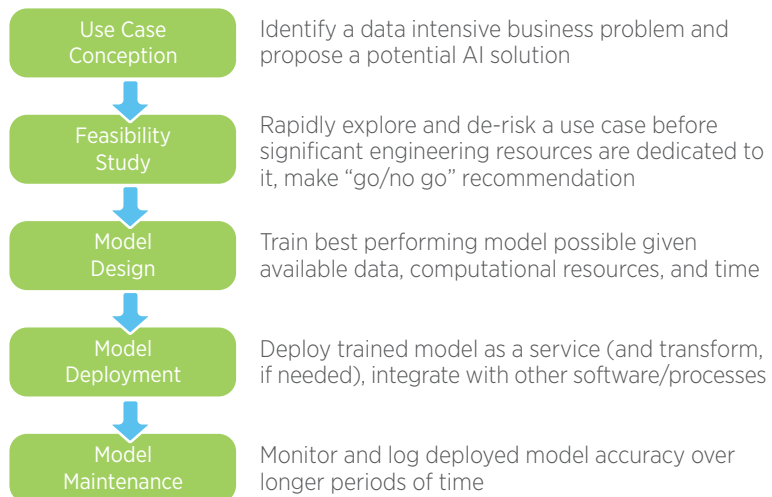 Use Case
Conception
Identify a data intensive business problem and
propose a potential AI solution
Feasibility
Study
Rapidly explore and de-risk a use case before
significant engineering resources are dedicated to
it, make “go/no go” recommendation
Model
Design
Train best performing model possible given
available data, computational resources, and time
Model
Deployment
Deploy trained model as a service (and transform,
if needed), integrate with other software/processes
Model
Maintenance
Monitor and log deployed model accuracy over
longer periods of time